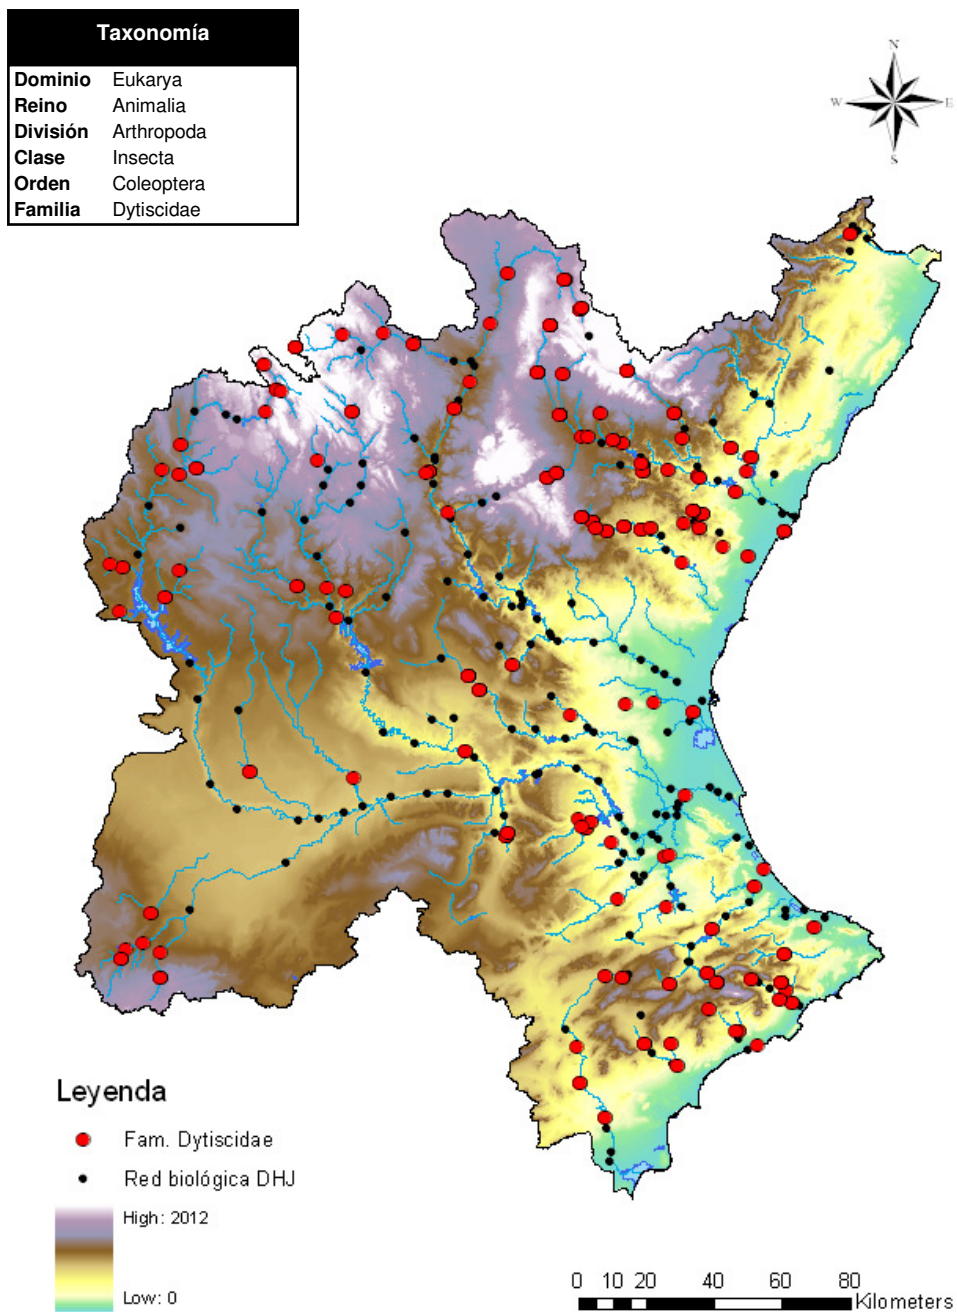 Taxonomía
Dominio Eukarya
Reino Animalia
División Arthropoda
Clase Insecta
Orden Coleoptera
Familia Dytiscidae
N
W E
S
Leyenda
Fam. Dytiscidae
Red biológica DHJ
High: 2012
Low: 0
0 10 20 40 60 80
Kilometers